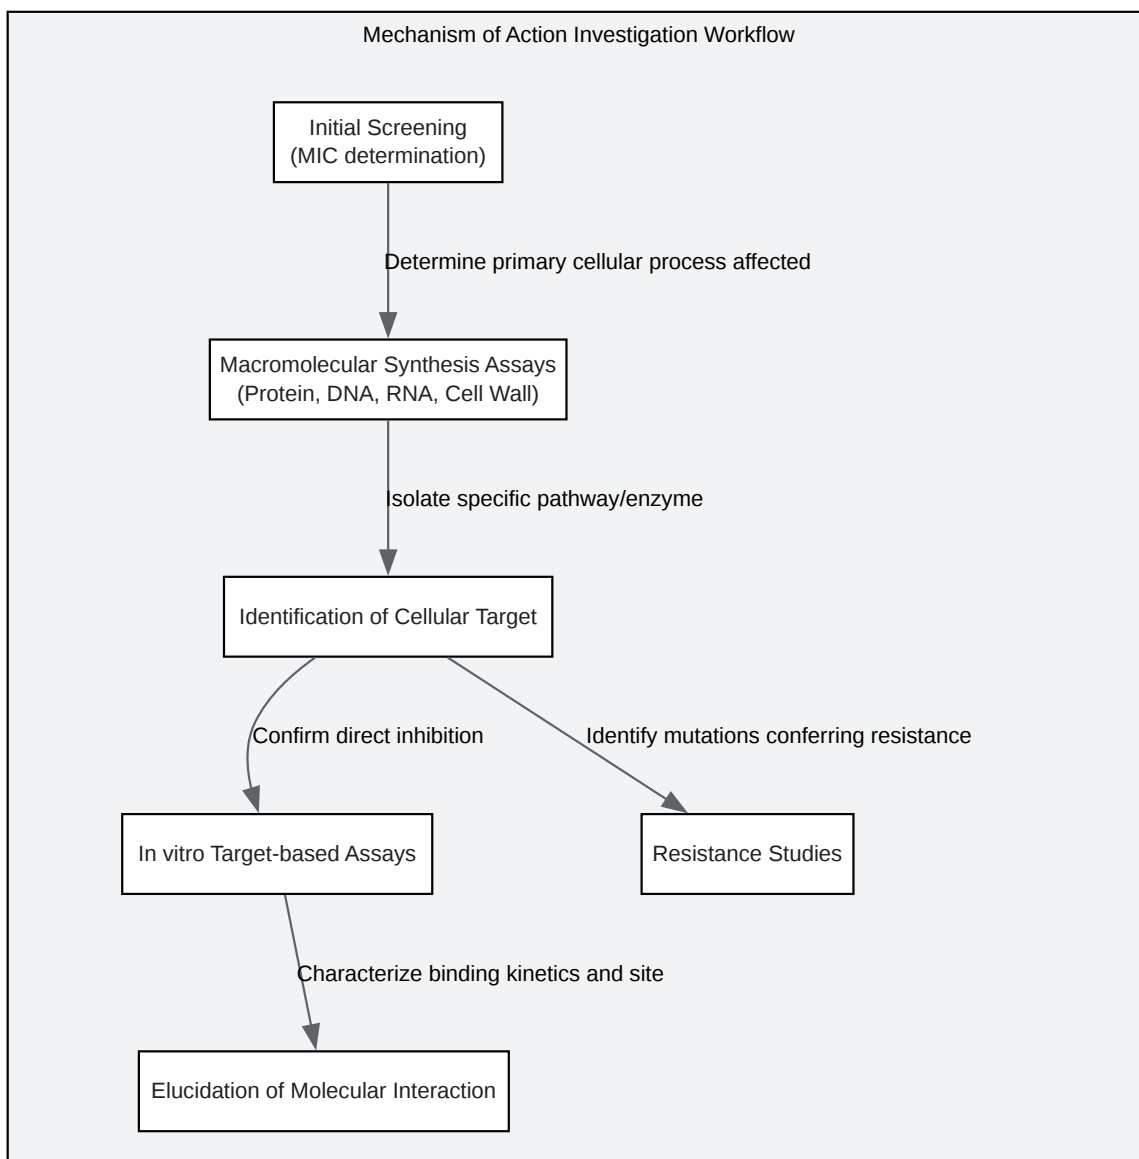 Mechanism of Action Investigation Workflow
Initial Screening
(MIC determination)
Determine primary cellular process affected
Macromolecular Synthesis Assays
(Protein, DNA, RNA, Cell Wall)
Isolate specific pathway/enzyme
Identification of Cellular Target
Confirm direct inhibition
Identify mutations conferring resistance
In vitro Target-based Assays
Resistance Studies
Characterize binding kinetics and site
Elucidation of Molecular Interaction